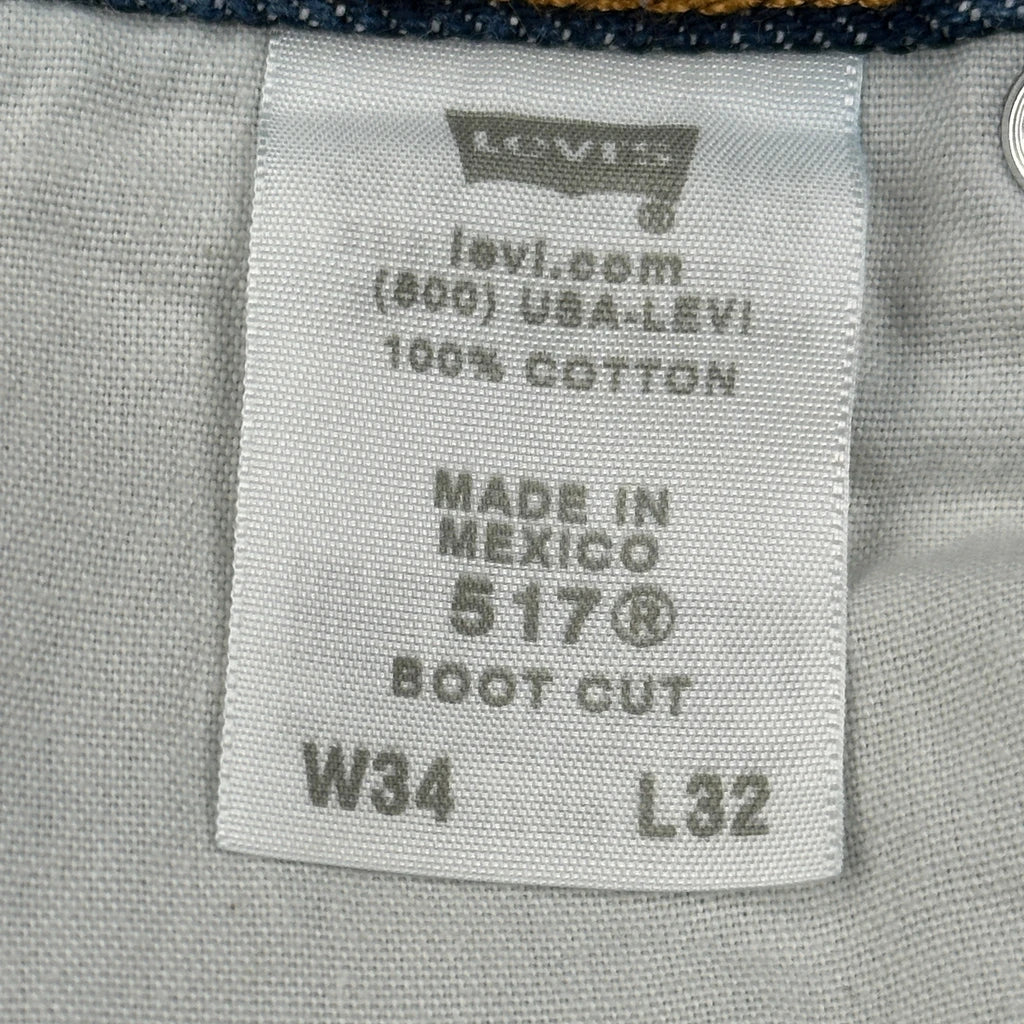 LEVI'S
®
levi.com
(800) USA-LEVI
100% COTTON
MADE IN
MEXICO
517®
BOOT CUT
W34 L32